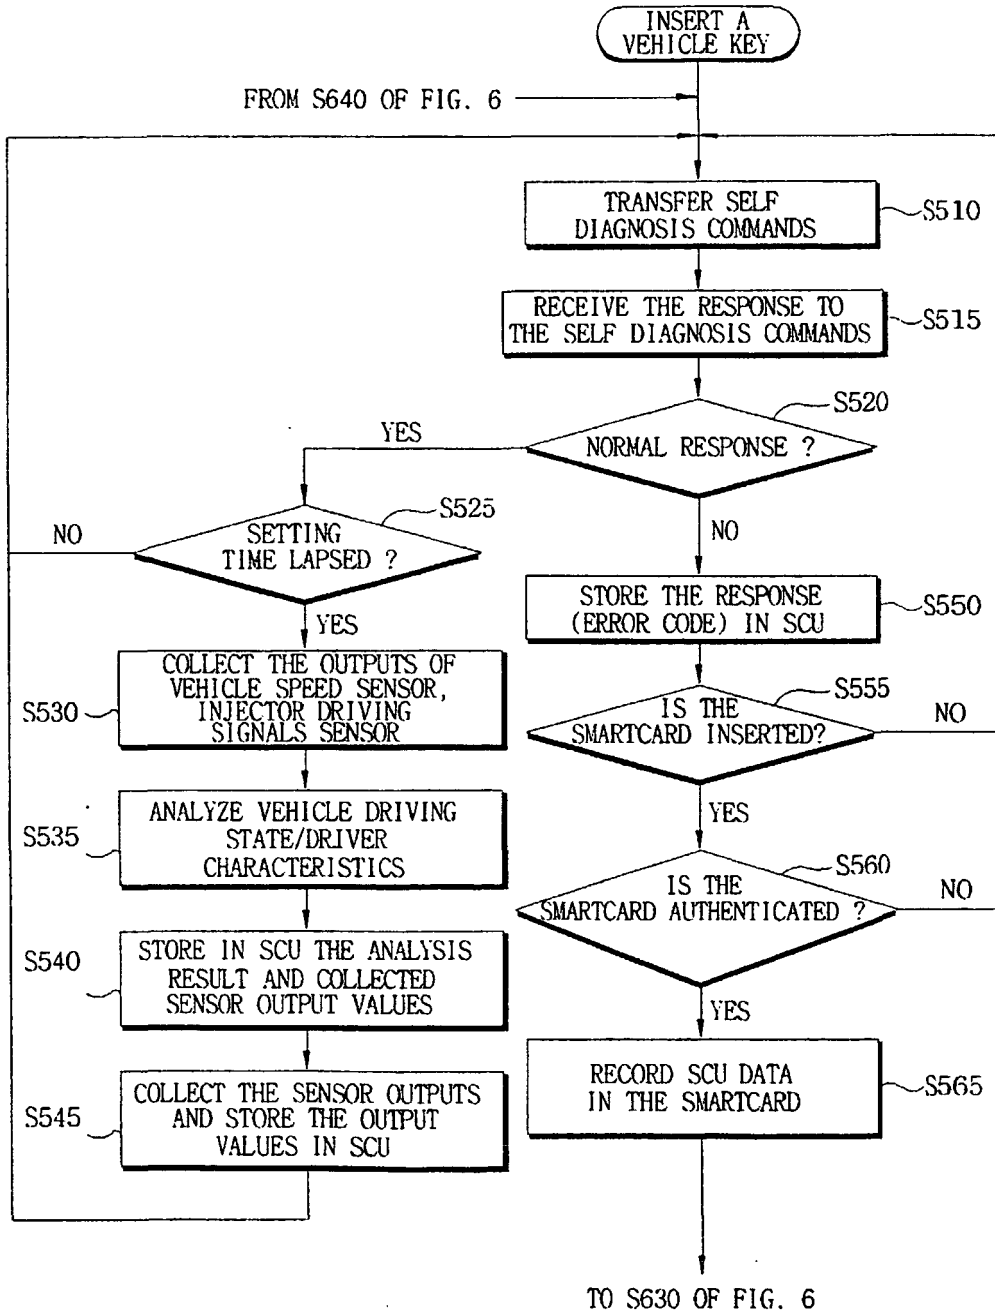 INSERT A
VEHICLE KEY
FROM S640 OF FIG. 6
TRANSFER SELF
DIAGNOSIS COMMANDS
S510
RECEIVE THE RESPONSE TO
THE SELF DIAGNOSIS COMMANDS
S515
S520
NORMAL RESPONSE ?
YES
NO
S525
SETTING
TIME LAPSED ?
NO
YES
STORE THE RESPONSE
(ERROR CODE) IN SCU
S550
COLLECT THE OUTPUTS OF
VEHICLE SPEED SENSOR,
INJECTOR DRIVING
SIGNALS SENSOR
S530
S555
IS THE
SMARTCARD INSERTED?
NO
YES
ANALYZE VEHICLE DRIVING
STATE/DRIVER
CHARACTERISTICS
S535
S560
IS THE
SMARTCARD AUTHENTICATED ?
NO
YES
STORE IN SCU THE ANALYSIS
RESULT AND COLLECTED
SENSOR OUTPUT VALUES
S540
RECORD SCU DATA
IN THE SMARTCARD
S565
COLLECT THE SENSOR OUTPUTS
AND STORE THE OUTPUT
VALUES IN SCU
S545
TO S630 OF FIG. 6